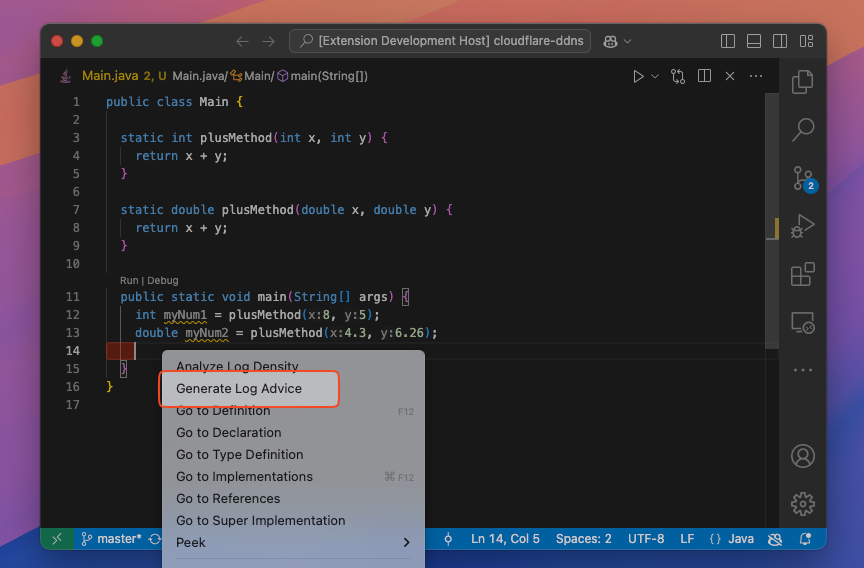 [Extension Development Host] cloudflare-ddns
Main.java 2, U Main.java/ Main/ main(String[])
1 public class Main {
2
3 static int plusMethod(int x, int y) {
4 return x + y;
5 }
6
7 static double plusMethod(double x, double y) {
8 return x + y;
9 }
10
Run | Debug
11 public static void main(String[] args) {
12 int myNum1 = plusMethod(x:8, y:5);
13 double myNum2 = plusMethod(x:4.3, y:6.26);
14
15 }
16 }
17
2
Analyze Log Density
Generate Log Advice
Go to Definition F12
Go to Declaration
Go to Type Definition
Go to Implementations ⌘ F12
Go to References
Go to Super Implementation
Peek
master* Ln 14, Col 5 Spaces: 2 UTF-8 LF {} Java